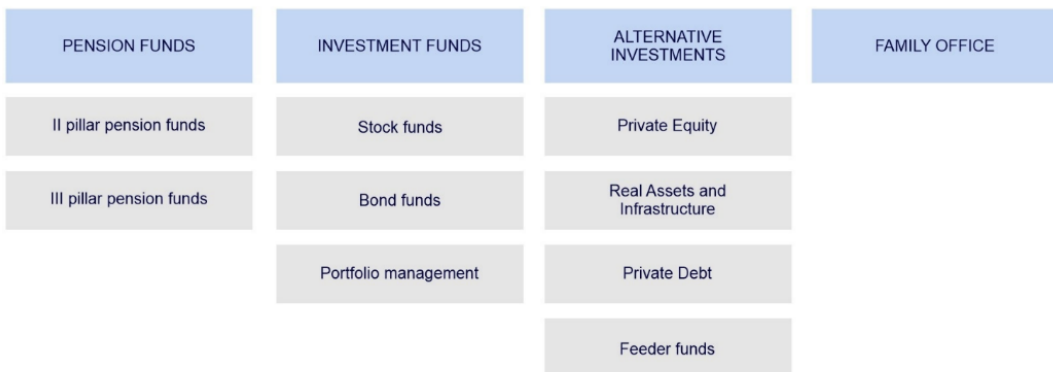 PENSION FUNDS
INVESTMENT FUNDS
ALTERNATIVE
INVESTMENTS
FAMILY OFFICE
II pillar pension funds
Stock funds
Private Equity
III pillar pension funds
Bond funds
Real Assets and
Infrastructure
Portfolio management
Private Debt
Feeder funds